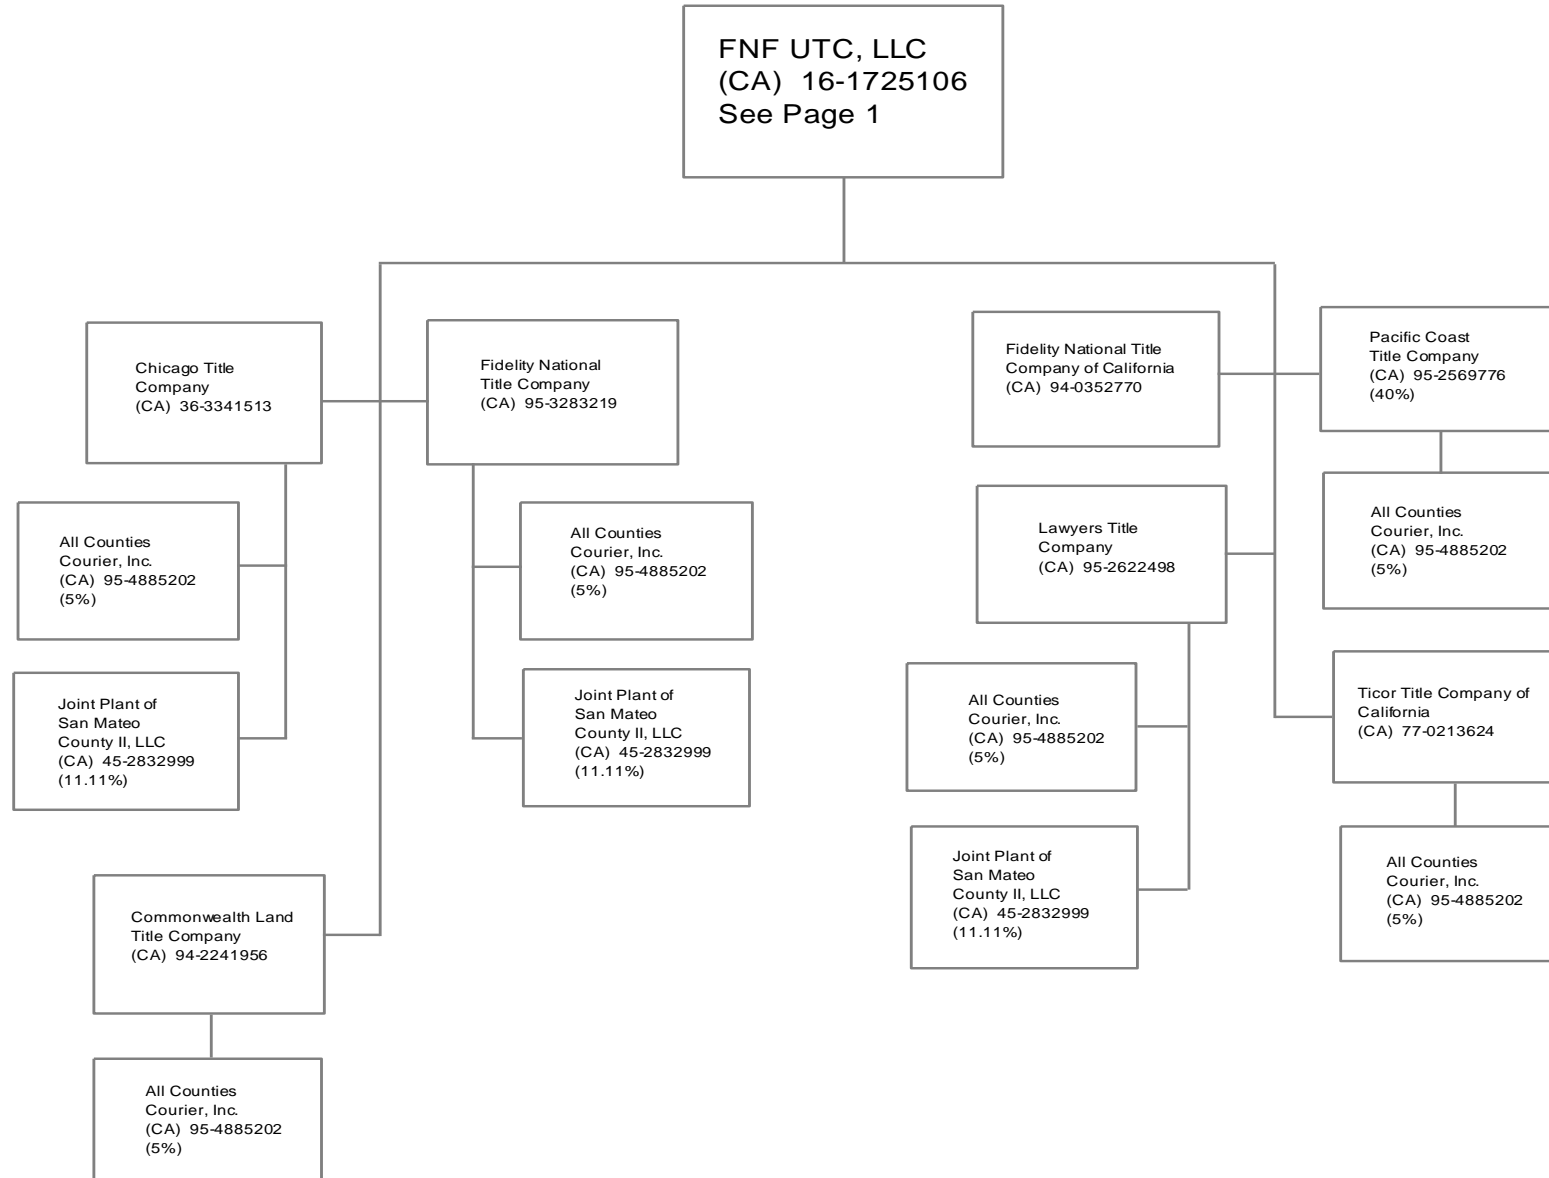 FNF UTC, LLC
(CA) 16-1725106
See Page 1
Chicago Title
Company
(CA) 36-3341513
Fidelity National
Title Company
(CA) 95-3283219
Fidelity National Title
Company of California
(CA) 94-0352770
Pacific Coast
Title Company
(CA) 95-2569776
(40%)
All Counties
Courier, Inc.
(CA) 95-4885202
(5%)
All Counties
Courier, Inc.
(CA) 95-4885202
(5%)
Lawyers Title
Company
(CA) 95-2622498
All Counties
Courier, Inc.
(CA) 95-4885202
(5%)
Joint Plant of
San Mateo
County II, LLC
(CA) 45-2832999
(11.11%)
Joint Plant of
San Mateo
County II, LLC
(CA) 45-2832999
(11.11%)
All Counties
Courier, Inc.
(CA) 95-4885202
(5%)
Ticor Title Company of
California
(CA) 77-0213624
Joint Plant of
San Mateo
County II, LLC
(CA) 45-2832999
(11.11%)
All Counties
Courier, Inc.
(CA) 95-4885202
(5%)
Commonwealth Land
Title Company
(CA) 94-2241956
All Counties
Courier, Inc.
(CA) 95-4885202
(5%)